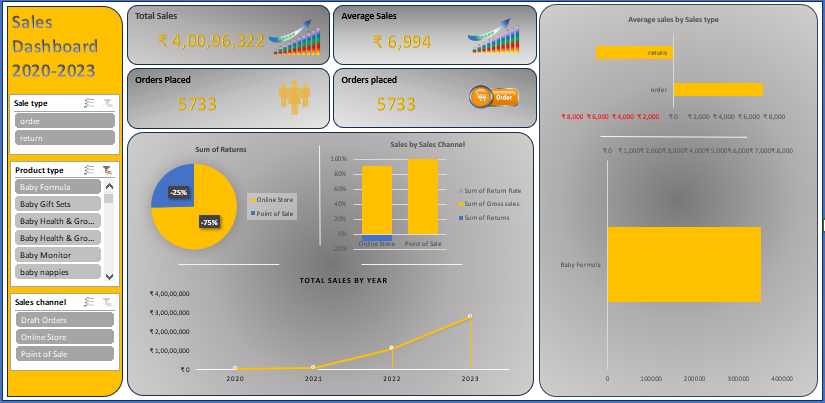 Sales
Dashboard
2020-2023
Sale type
order
return
Product type
Baby Formula
Baby Gift Sets
Baby Health & Gro...
Baby Health & Gro...
Baby Monitor
baby nappies
Sales channel
Draft Orders
Online Store
Point of Sale
Total Sales
₹ 4,00,96,322
Average Sales
₹ 6,994
Orders Placed
5733
Orders placed
5733
Order
Sum of Returns
-25%
-75%
Online Store
Point of Sale
Sales by Sales Channel
100%
80%
60%
40%
20%
0%
-20%
Online Store Point of Sale
Sum of Return Rate
Sum of Gross sales
Sum of Returns
TOTAL SALES BY YEAR
₹ 4,00,00,000
₹ 3,00,00,000
₹ 2,00,00,000
₹ 1,00,00,000
₹ 0
2020 2021 2022 2023
Average sales by Sales type
return
order
₹ 8,000 ₹ 6,000 ₹ 4,000 ₹ 2,000 ₹ 0 ₹ 2,000 ₹ 4,000 ₹ 6,000 ₹ 8,000
₹ 0 ₹ 1,000 ₹ 2,000 ₹ 3,000 ₹ 4,000 ₹ 5,000 ₹ 6,000 ₹ 7,000 ₹ 8,000
Baby Formula
0 100000 200000 300000 400000